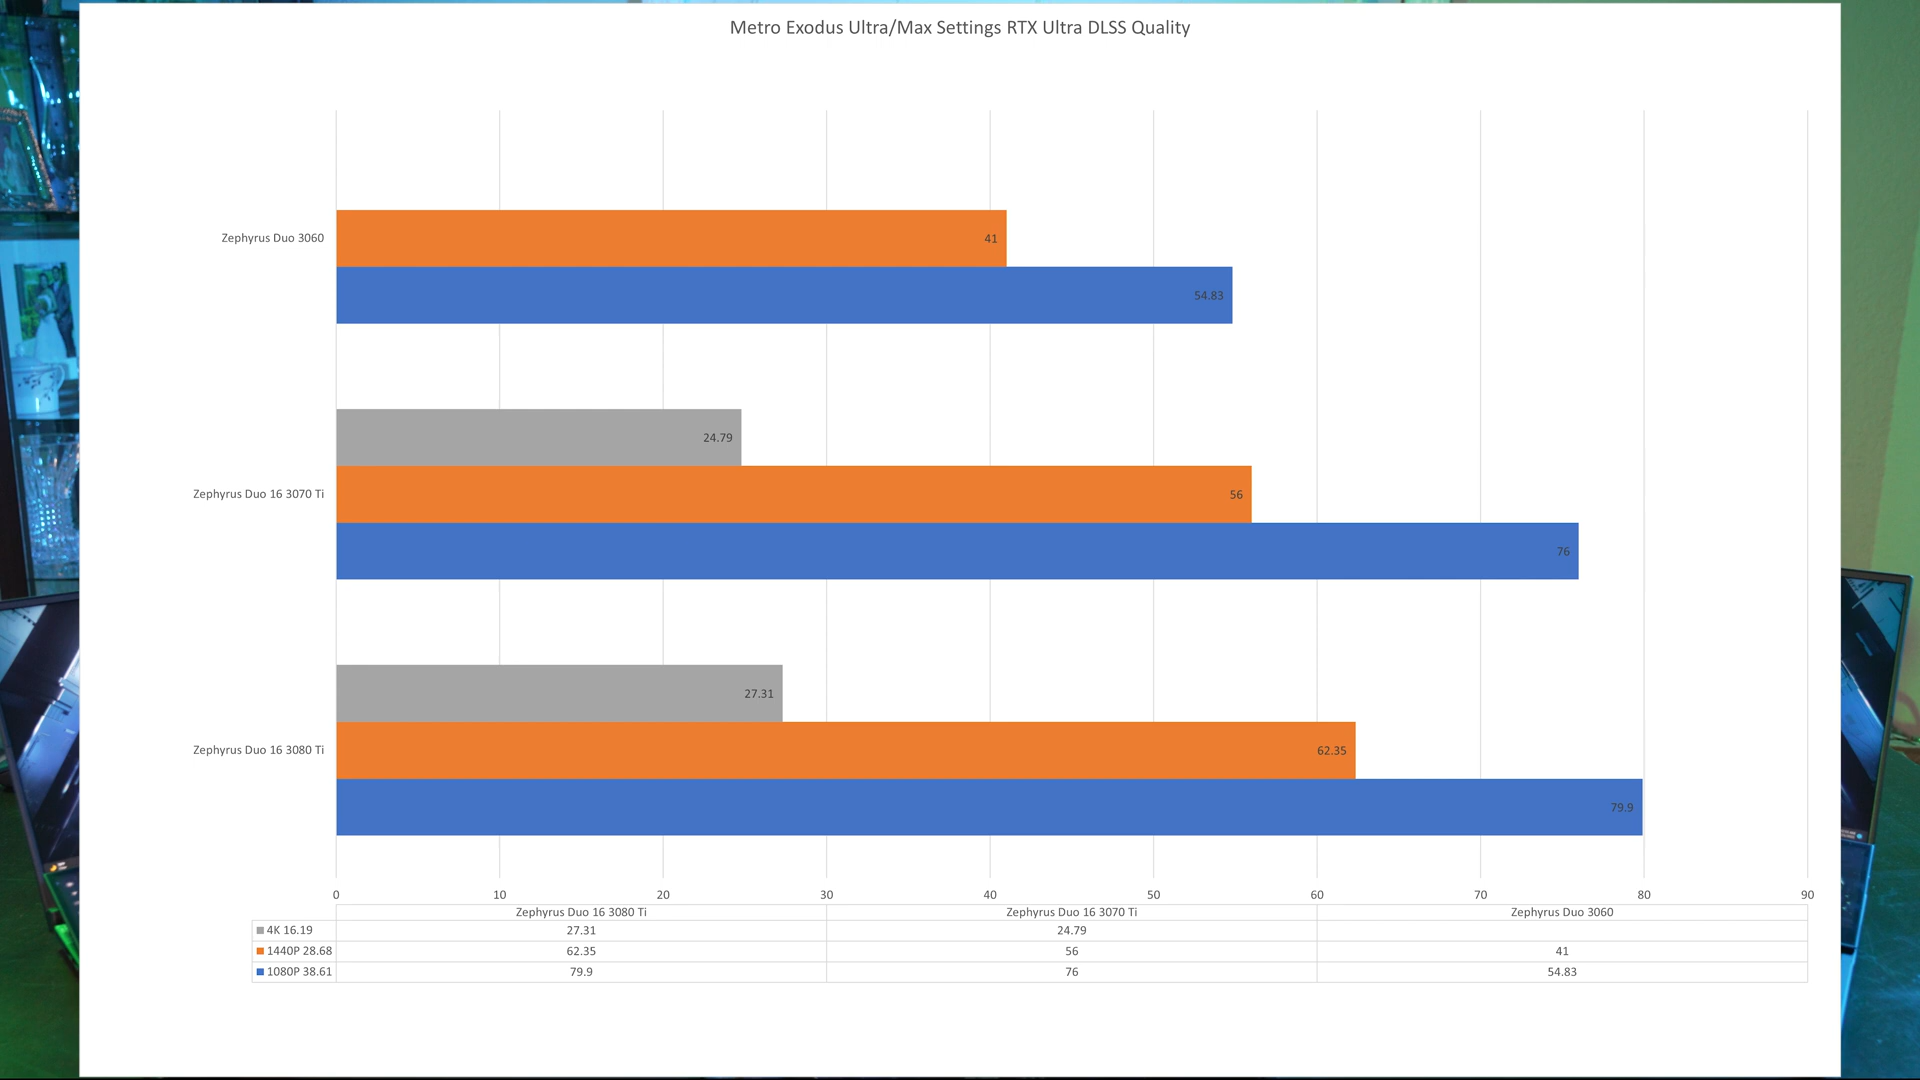 Metro Exodus Ultra/Max Settings RTX Ultra DLSS Quality
Zephyrus Duo 3060
41
54.83
Zephyrus Duo 16 3070 Ti
24.79
56
76
Zephyrus Duo 16 3080 Ti
27.31
62.35
79.9
0 10 20 30 40 50 60 70 80 90
Zephyrus Duo 16 3080 Ti Zephyrus Duo 16 3070 Ti Zephyrus Duo 3060
4K 16.19 27.31 24.79
1440P 28.68 62.35 56 41
1080P 38.61 79.9 76 54.83